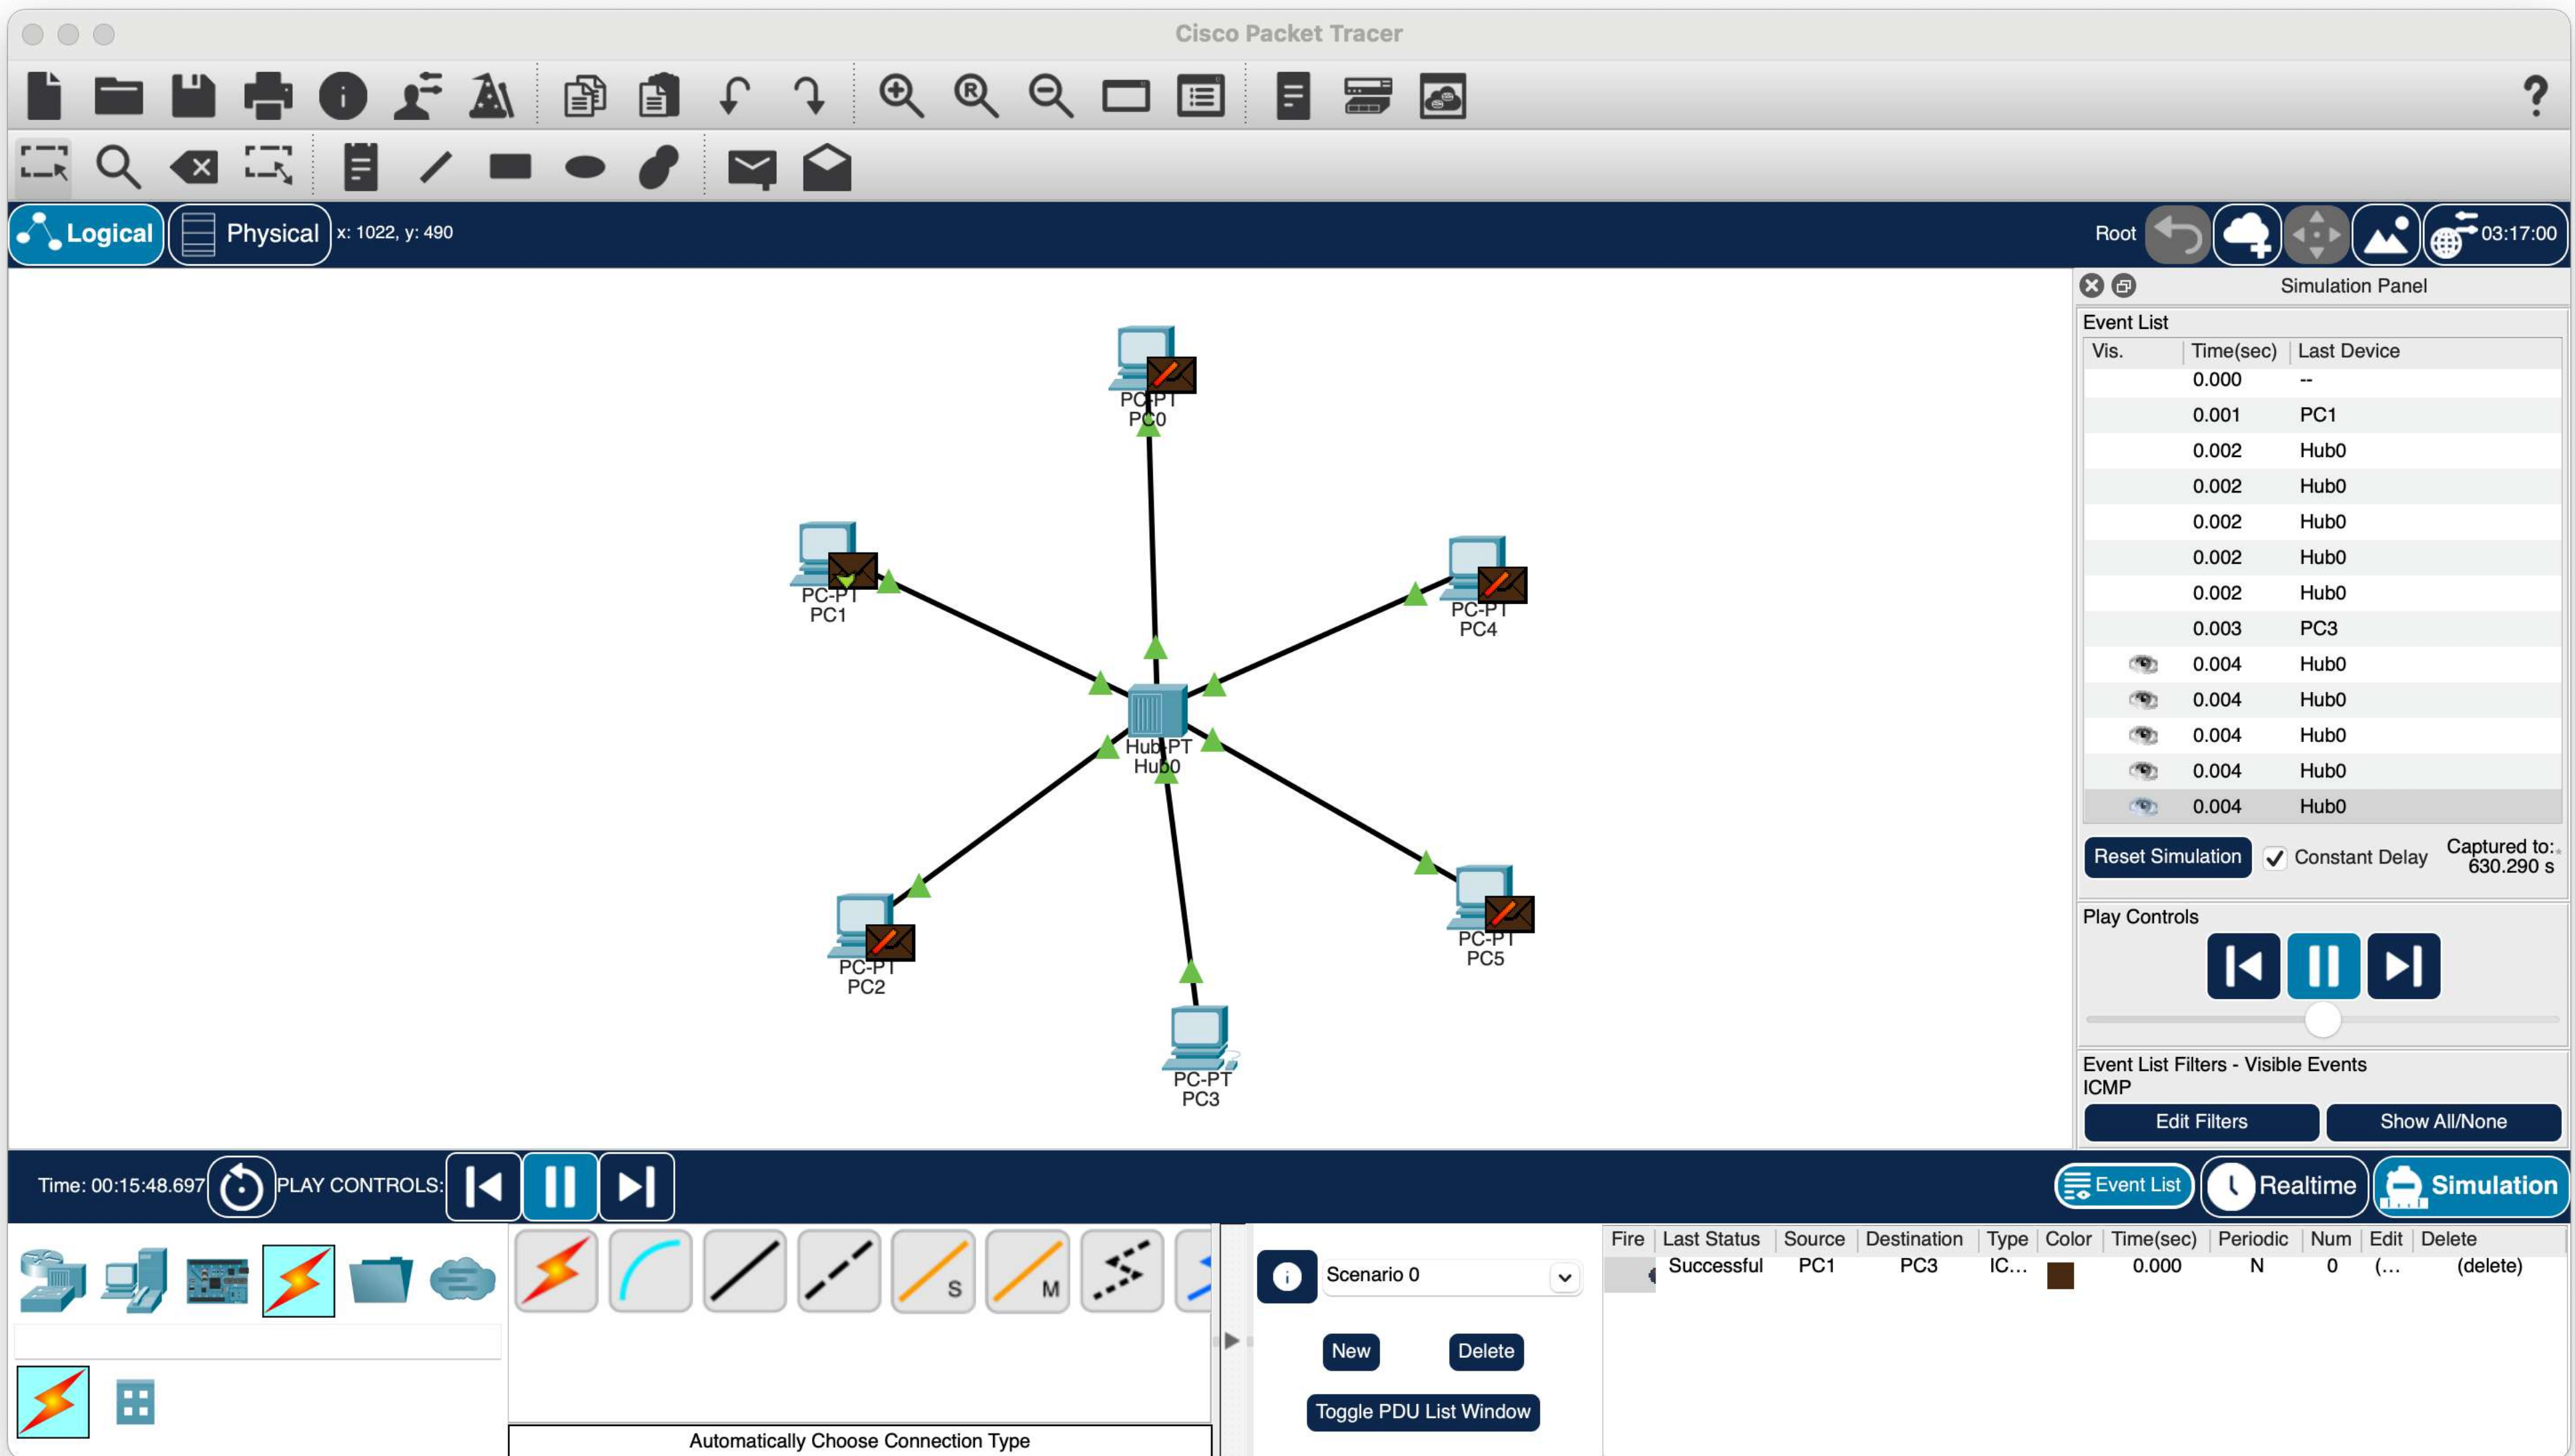 Cisco Packet Tracer
Logical
Physical
x: 1022, y: 490
Root
03:17:00
Simulation Panel
Event List
Vis. Time(sec) Last Device
0.000 --
0.001 PC1
0.002 Hub0
0.002 Hub0
0.002 Hub0
0.002 Hub0
0.002 Hub0
0.003 PC3
0.004 Hub0
0.004 Hub0
0.004 Hub0
0.004 Hub0
0.004 Hub0
Reset Simulation
Constant Delay
Captured to:
630.290 s
Play Controls
Event List Filters - Visible Events
ICMP
Edit Filters
Show All/None
PC-PT
PC0
PC-PT
PC1
PC-PT
PC4
Hub-PT
Hub0
PC-PT
PC2
PC-PT
PC5
PC-PT
PC3
Time: 00:15:48.697
PLAY CONTROLS:
Event List
Realtime
Simulation
S
M
Automatically Choose Connection Type
Scenario 0
New
Delete
Toggle PDU List Window
Fire Last Status Source Destination Type Color Time(sec) Periodic Num Edit Delete
Successful PC1 PC3 IC... 0.000 N 0 (... (delete)